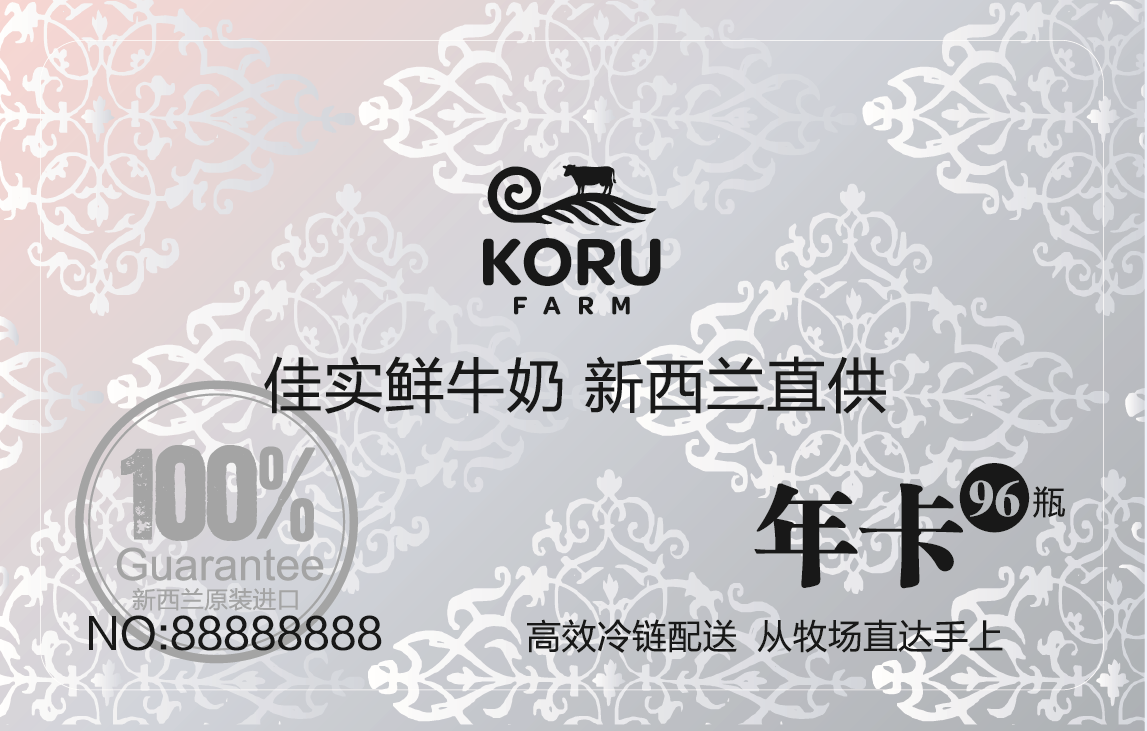 KORU
FARM
佳实鲜牛奶 新西兰直供
100%
Guarantee
新西兰原装进口
年卡 96 瓶
NO:88888888
高效冷链配送 从牧场直达手上